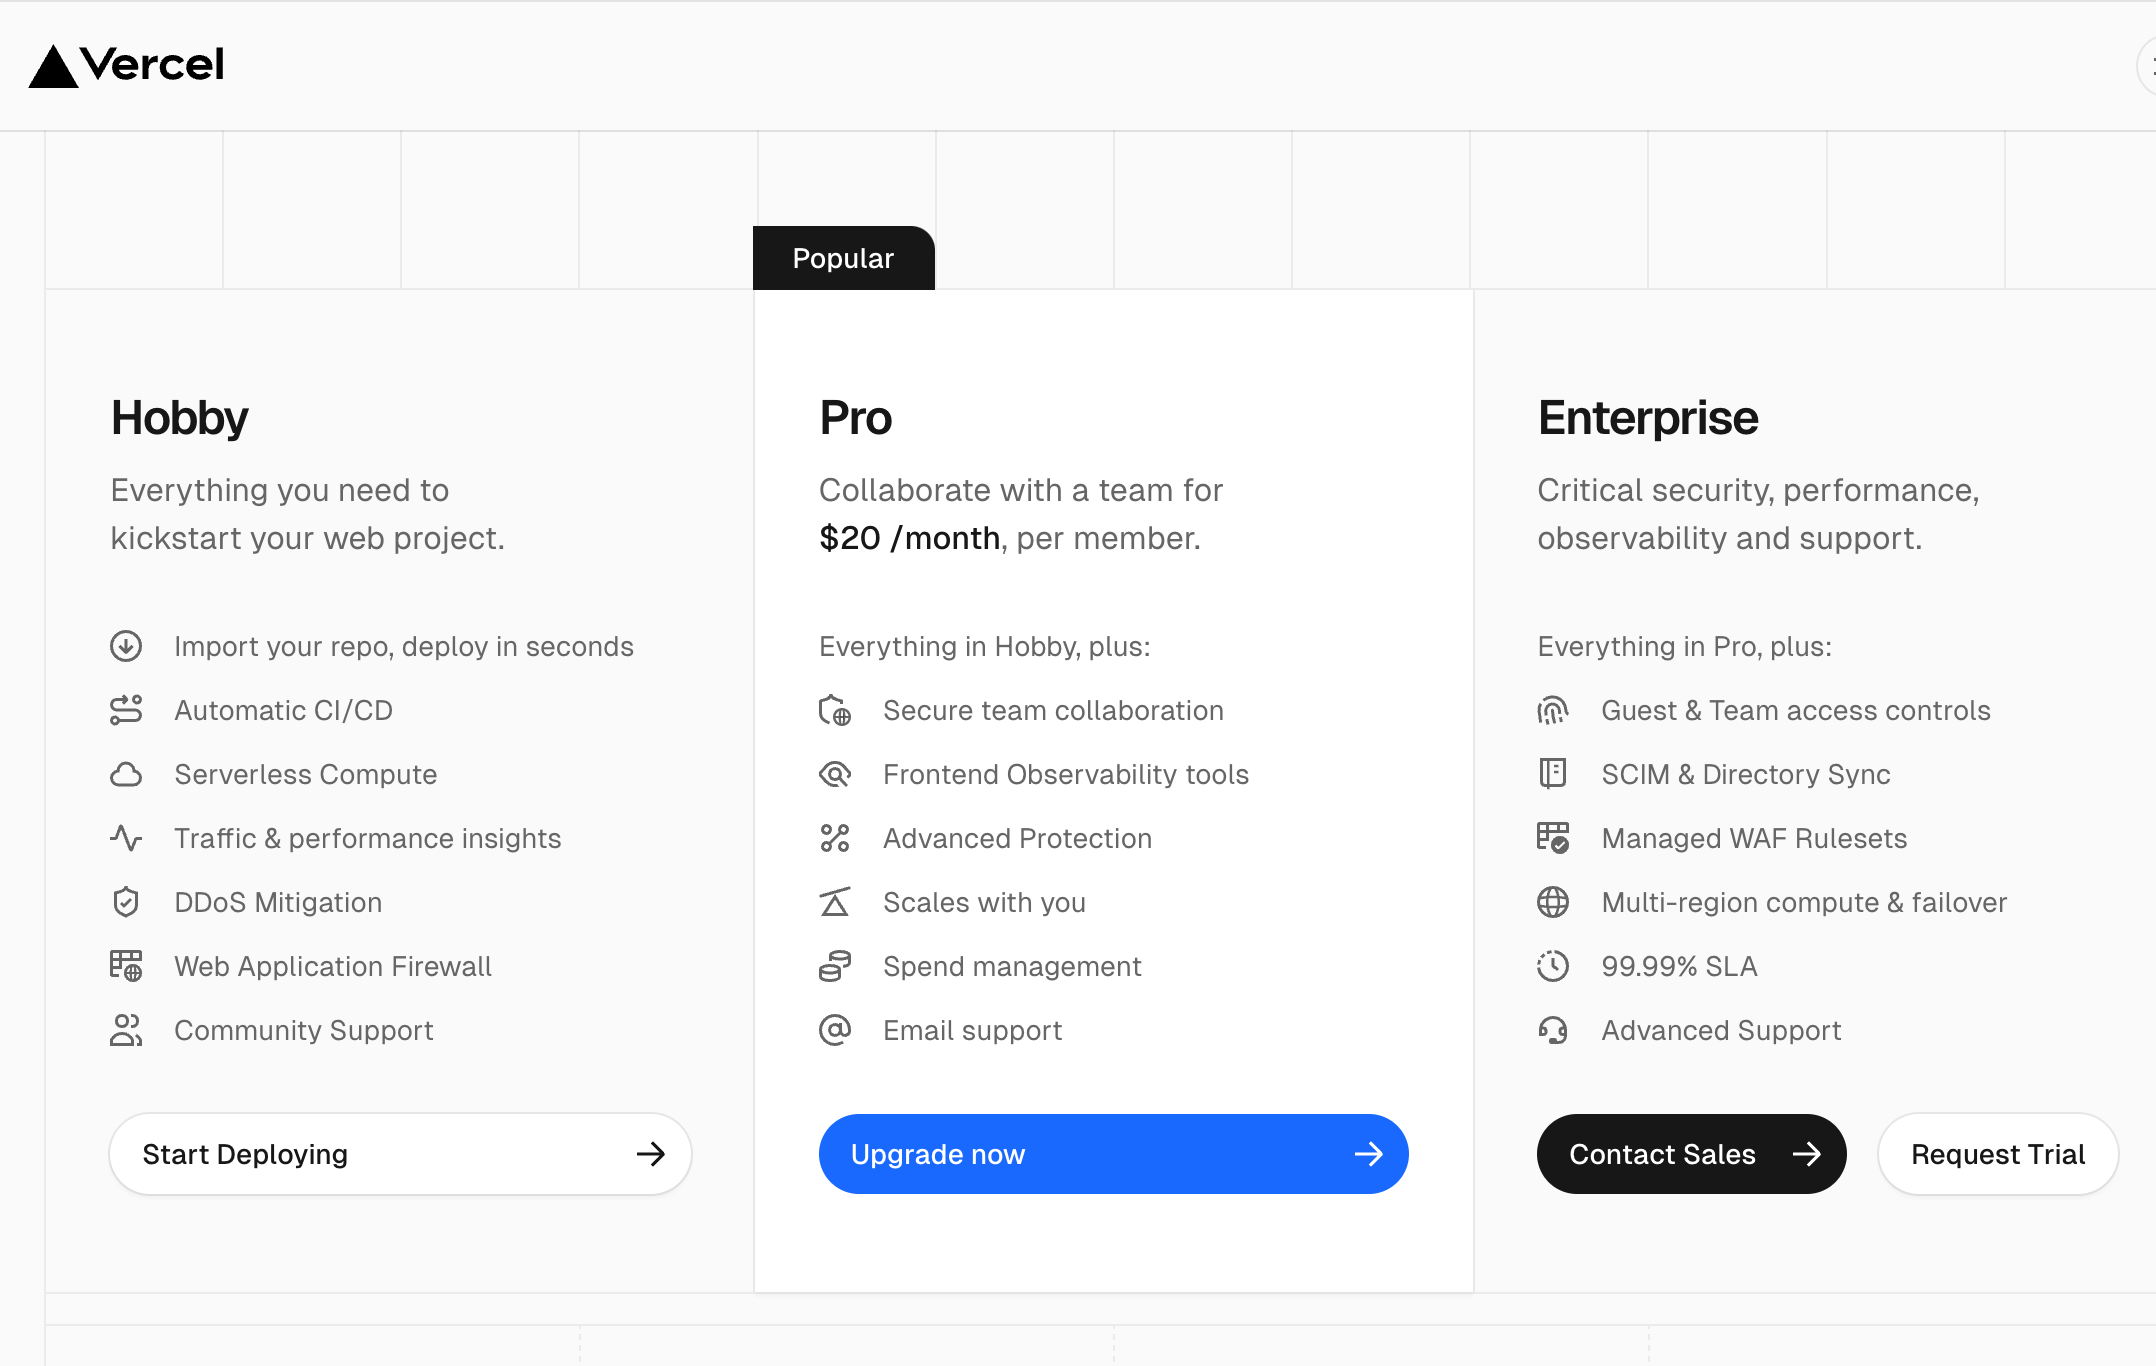 Vercel
Popular
Hobby
Everything you need to
kickstart your web project.
Import your repo, deploy in seconds
Automatic CI/CD
Serverless Compute
Traffic & performance insights
DDoS Mitigation
Web Application Firewall
Community Support
Start Deploying
Pro
Collaborate with a team for
$20 /month, per member.
Everything in Hobby, plus:
Secure team collaboration
Frontend Observability tools
Advanced Protection
Scales with you
Spend management
Email support
Upgrade now
Enterprise
Critical security, performance,
observability and support.
Everything in Pro, plus:
Guest & Team access controls
SCIM & Directory Sync
Managed WAF Rulesets
Multi-region compute & failover
99.99% SLA
Advanced Support
Contact Sales
Request Trial